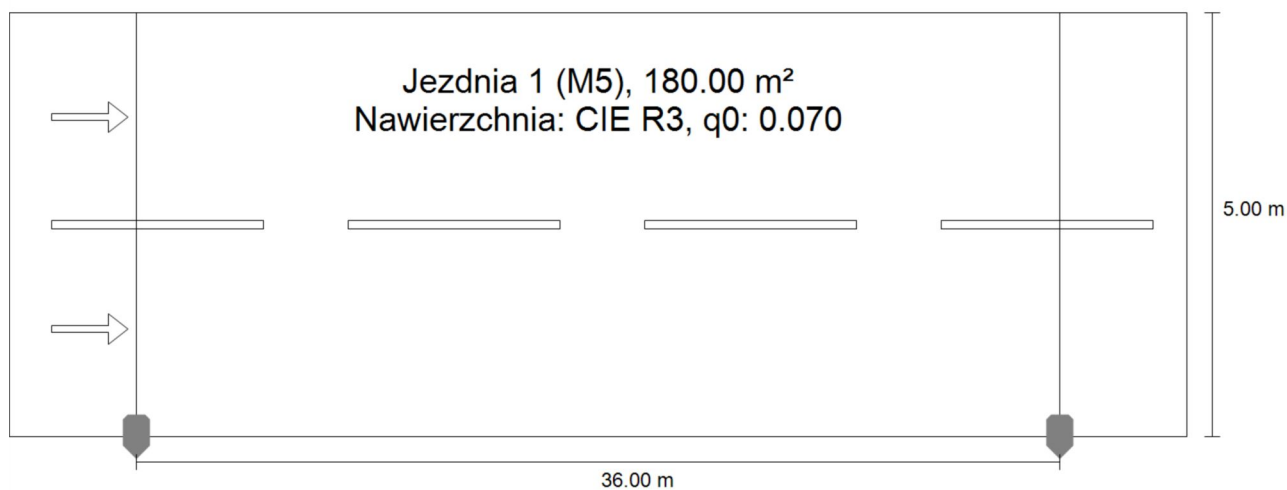 Jezdnia 1 (M5), 180.00 m²
Nawierzchnia: CIE R3, q0: 0.070
5.00 m
36.00 m